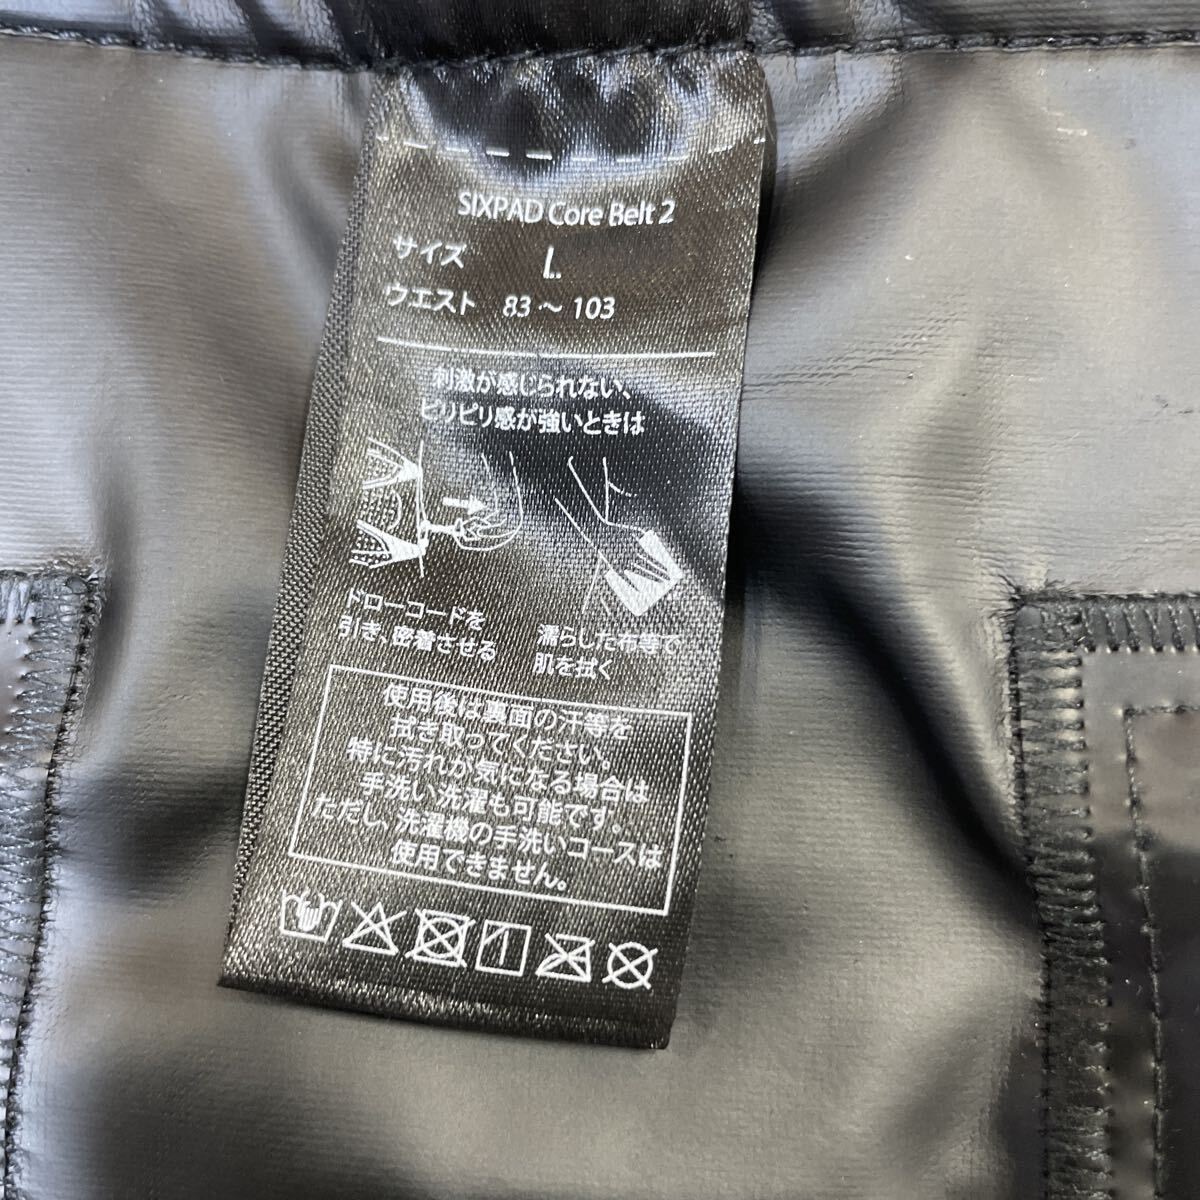 SIXPAD Core Belt 2
サイズ L
ウエスト 83 ～ 103
刺激が感じられない、
ピリピリ感が強いときは
ドローコードを
引き、密着させる
濡らした布等で
肌を拭く
使用後は裏面の汗等を
拭き取ってください。
特に汚れが気になる場合は
手洗い洗濯も可能です。
ただし、洗濯機の手洗いコースは
使用できません。